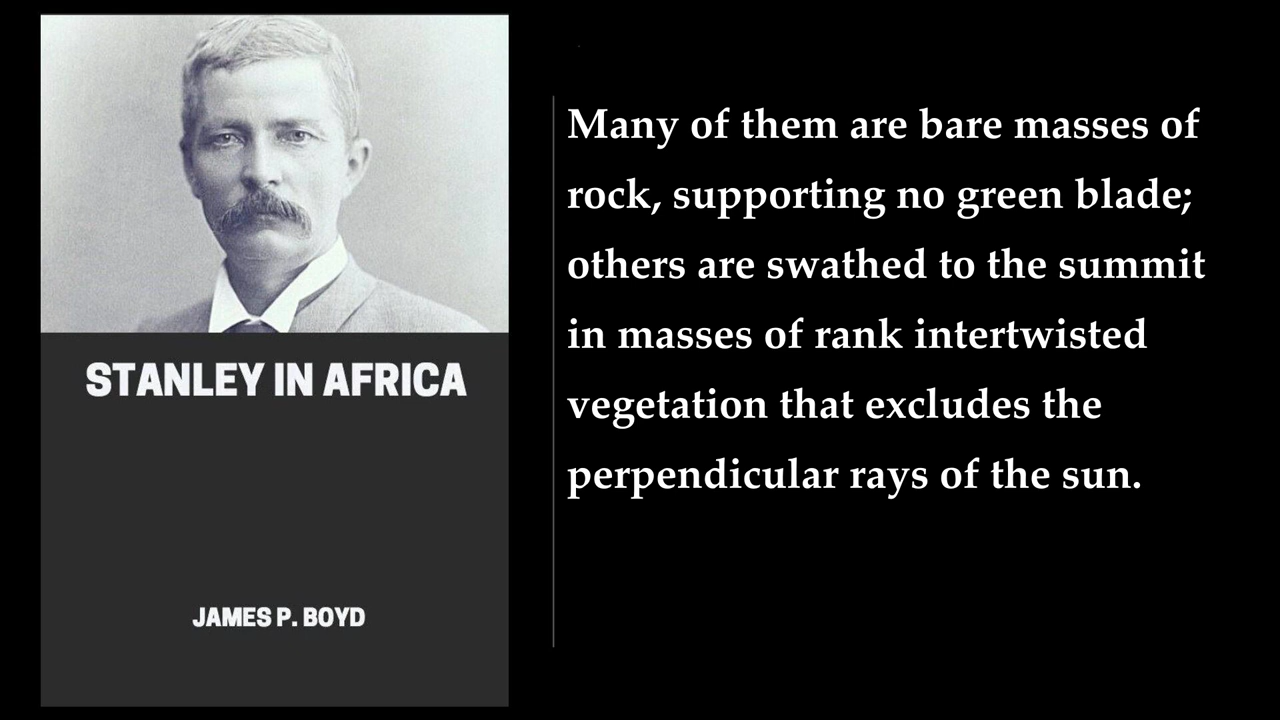 STANLEY IN AFRICA
JAMES P. BOYD
Many of them are bare masses of
rock, supporting no green blade;
others are swathed to the summit
in masses of rank intertwisted
vegetation that excludes the
perpendicular rays of the sun.